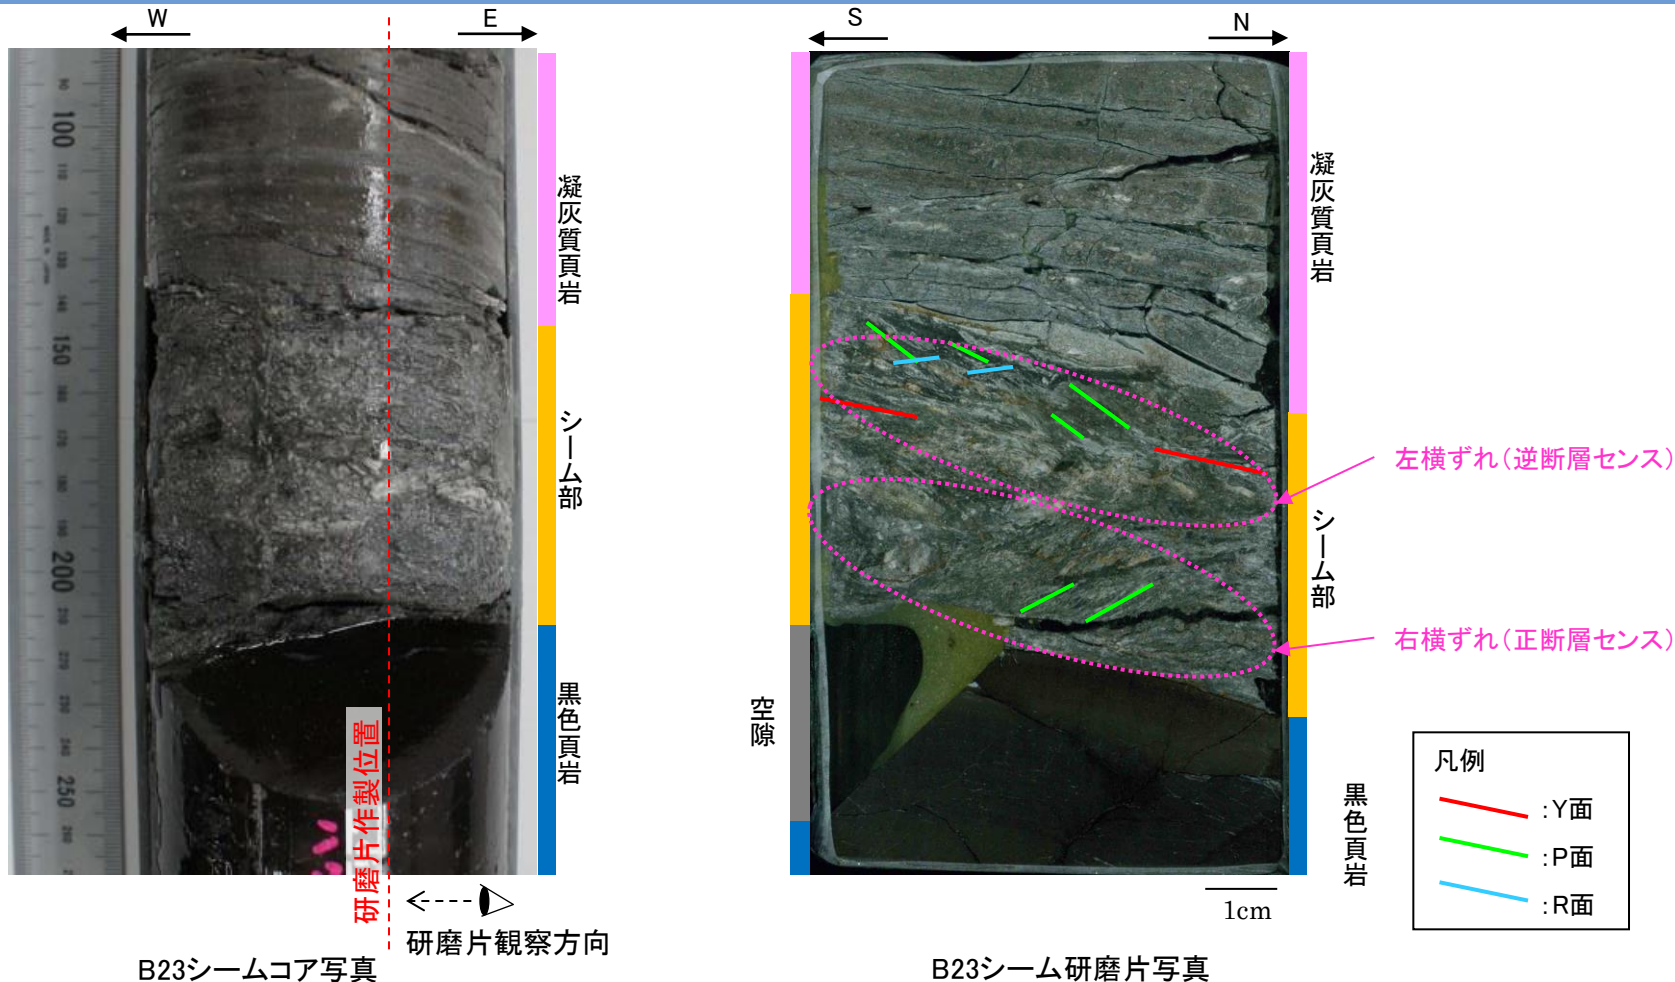 W
E
S
N
100
150
200
250
凝灰質頁岩
シーム部
黒色頁岩
研磨片作製位置
研磨片観察方向
B23シームコア写真
凝灰質頁岩
シーム部
空隙
黒色頁岩
左横ずれ(逆断層センス)
右横ずれ(正断層センス)
凡例
:Y面
:P面
:R面
1cm
B23シーム研磨片写真